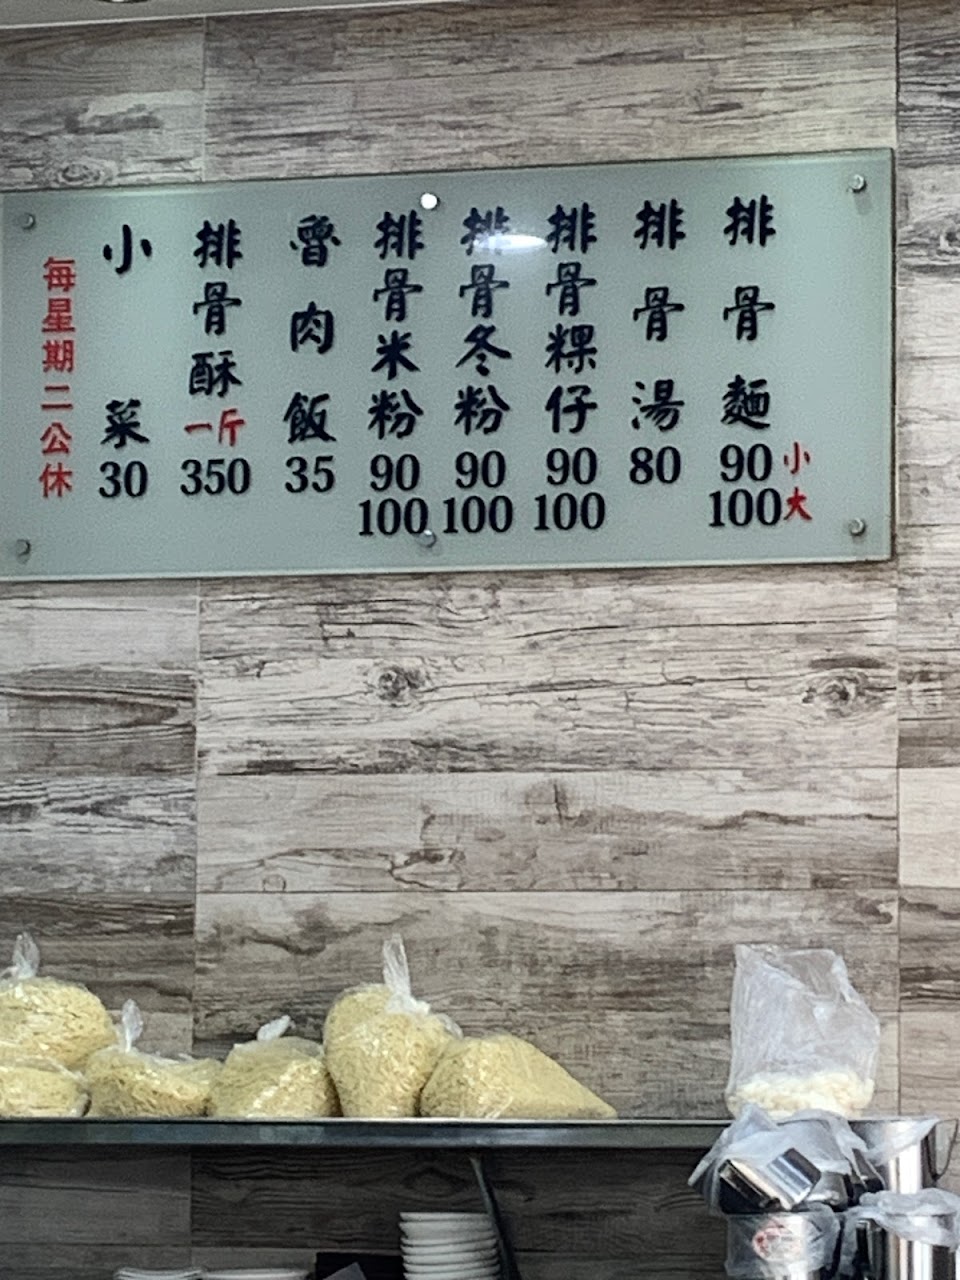 排骨麵 90 小 100 大
排骨湯 80
排骨粿仔 90 100
排骨冬粉 90 100
排骨米粉 90 100
魯肉飯 35
排骨酥一斤 350
小菜 30
每星期二公休